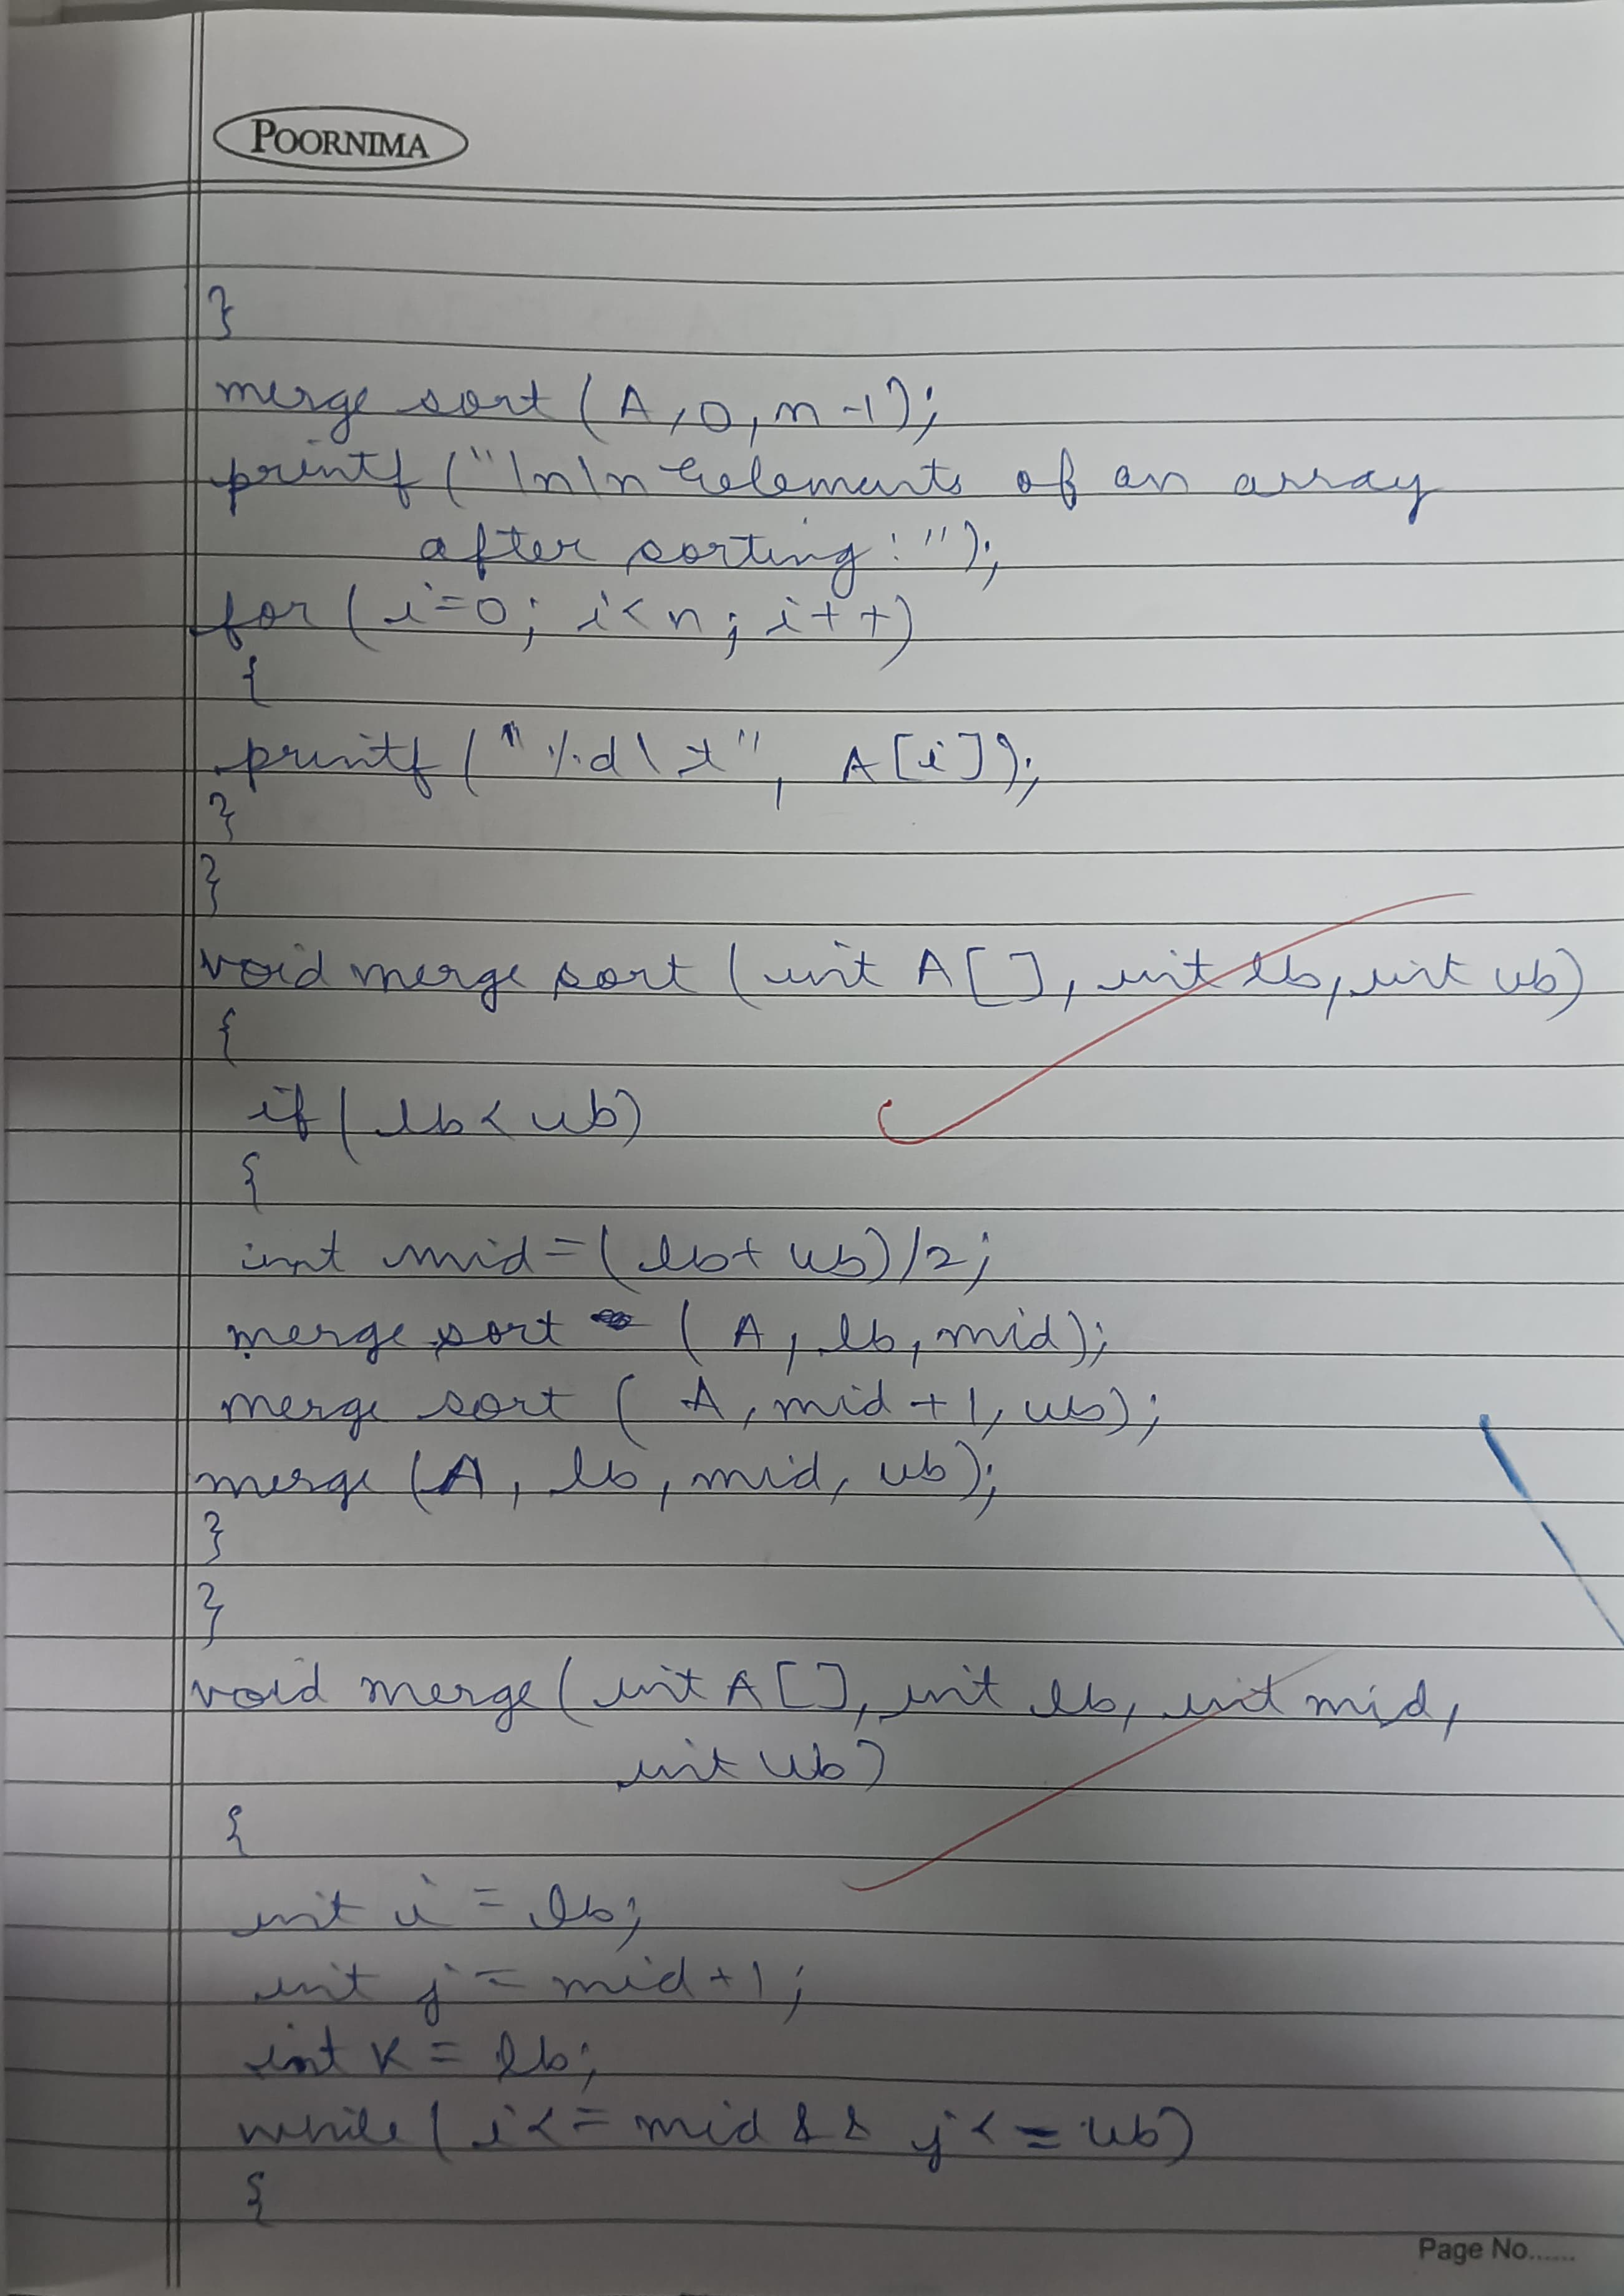 POORNIMA
}
merge sort (A, 0, n-1);
printf ("\n\n Eelements of an array
after sorting:");
for (i=0; i<n; i++)
{
printf ("%d\t", A[i]);
}
}
void merge sort (int A[], int lb, int ub)
{
if (lb < ub)
{
int mid = (lb + ub)/2;
merge sort (A, lb, mid);
merge sort (A, mid+1, ub);
merge (A, lb, mid, ub);
}
}
void merge (int A[], int lb, int mid,
int ub)
{
int i = lb;
int j = mid+1;
int k = lb;
while (i <= mid && j <= ub)
{
Page No......